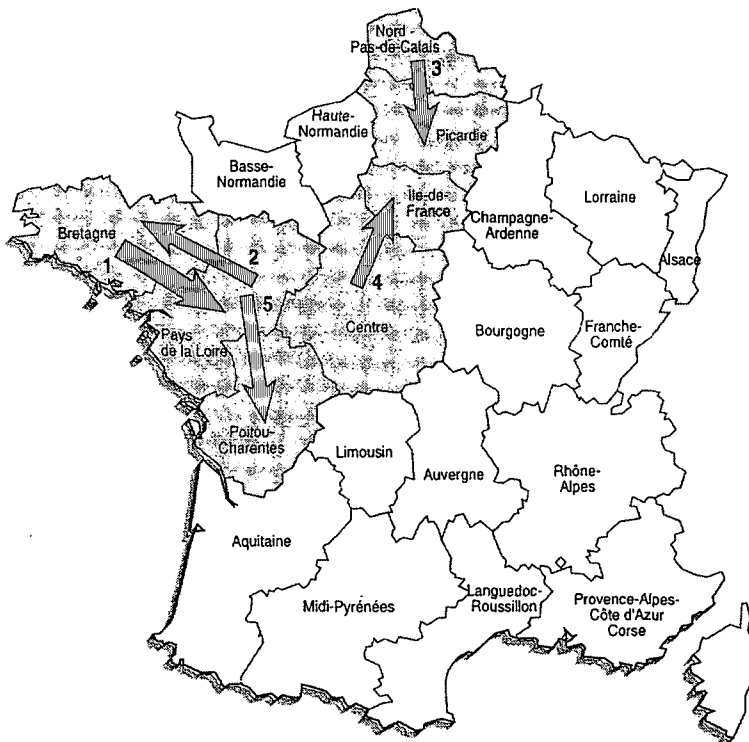 Nord
Pas-de-Calais
3
Haute-
Normandie
Picardie
Basse-
Normandie
Ile-de-
France
Lorraine
Champagne-
Ardenne
Bretagne
Alsace
2
1
4
5
Centre
Bourgogne
Franche-
Comté
Pays
de la Loire
Poitou-
Charentes
Limousin
Auvergne
Rhône-
Alpes
Aquitaine
Midi-Pyrénées
Languedoc-
Roussillon
Provence-Alpes-
Côte d'Azur
Corse